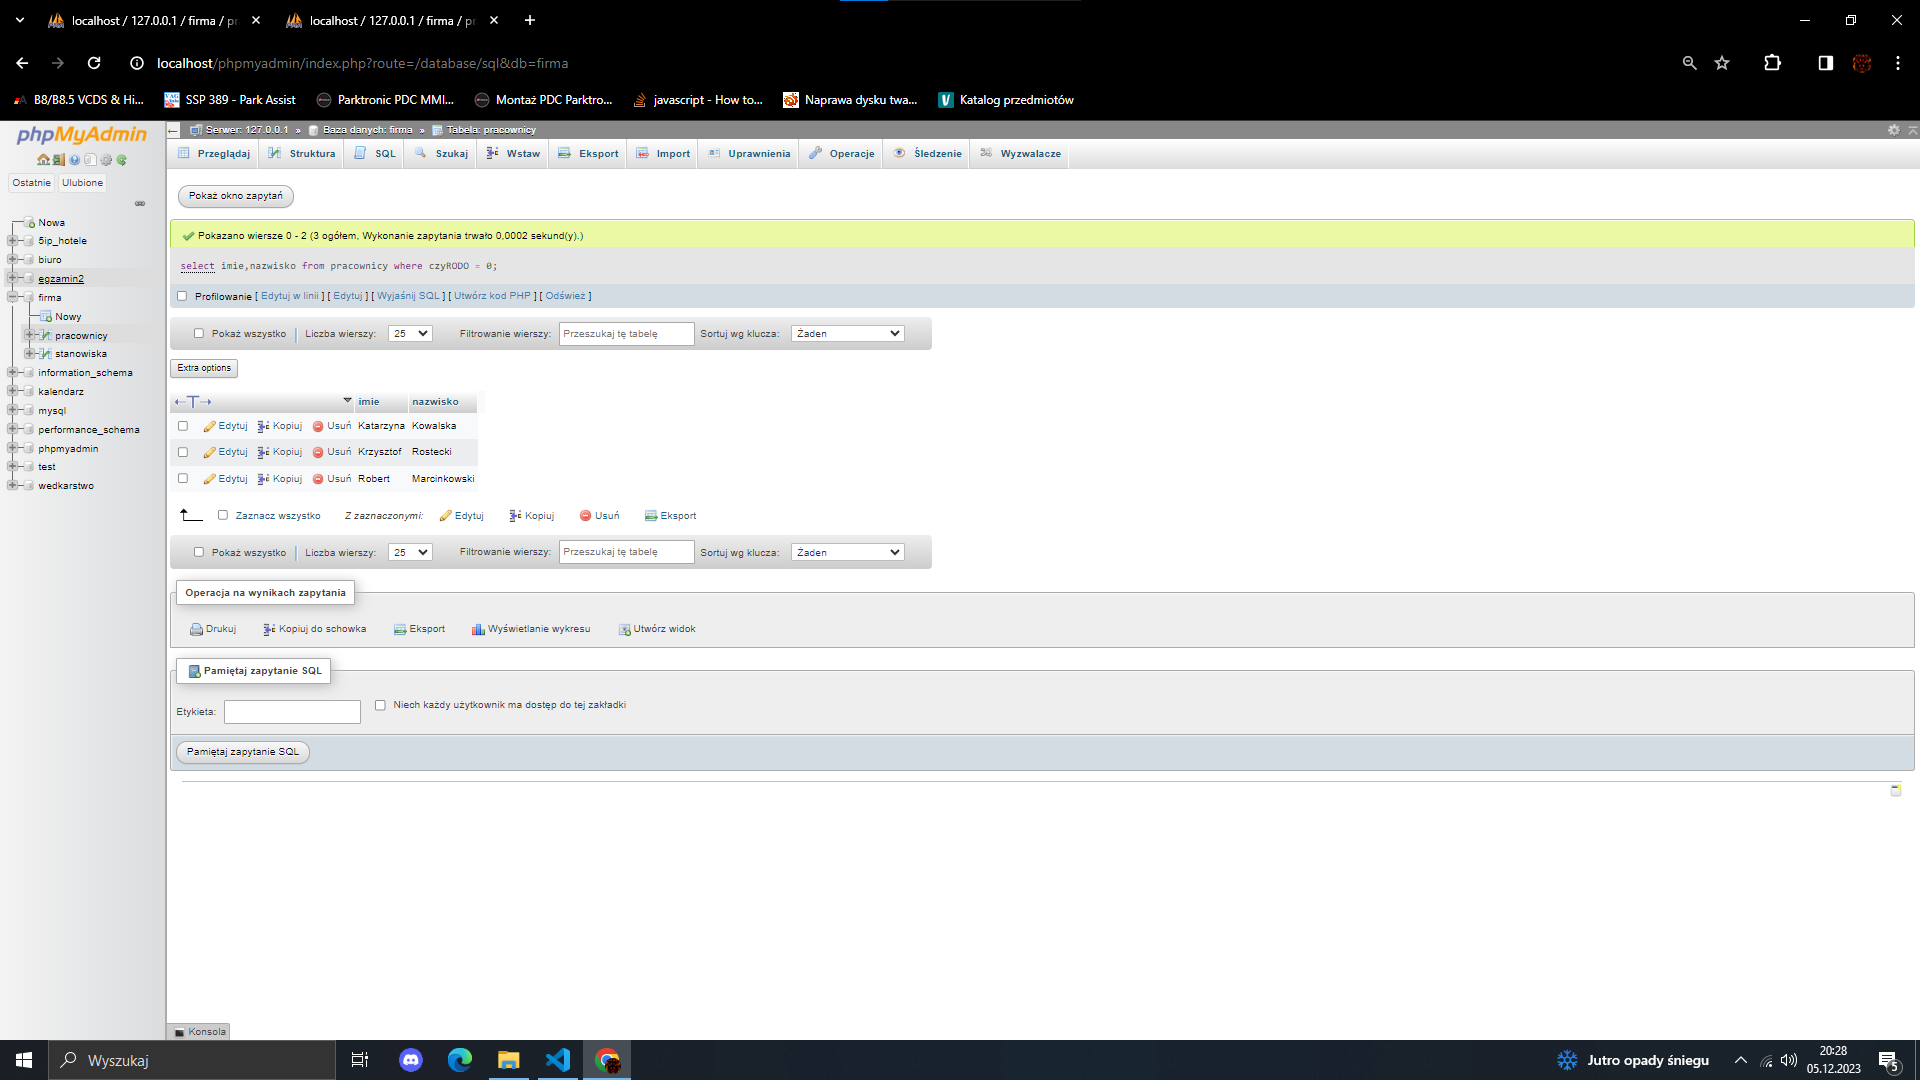 localhost / 127.0.0.1 / firma / pr
localhost / 127.0.0.1 / firma / pr
localhost/phpmyadmin/index.php?route=/database/sql&db=firma
B8/B8.5 VCDS & Hi...
SSP 389 - Park Assist
Parktronic PDC MMI...
Montaż PDC Parktro...
javascript - How to...
Naprawa dysku twa...
Katalog przedmiotów
phpMyAdmin
Ostatnie
Ulubione
Nowa
5ip_hotele
biuro
egzamin2
firma
Nowy
pracownicy
stanowiska
information_schema
kalendarz
mysql
performance_schema
phpmyadmin
test
wedkarstwo
Serwer: 127.0.0.1 » Baza danych: firma » Tabela: pracownicy
Przeglądaj
Struktura
SQL
Szukaj
Wstaw
Eksport
Import
Uprawnienia
Operacje
Śledzenie
Wyzwalacze
Pokaż okno zapytań
Pokazano wiersze 0 - 2 (3 ogółem, Wykonanie zapytania trwało 0,0002 sekund(y).)
select imie,nazwisko from pracownicy where czyRODO = 0;
Profilowanie [ Edytuj w linii ] [ Edytuj ] [ Wyjaśnij SQL ] [ Utwórz kod PHP ] [ Odśwież ]
Pokaż wszystko
Liczba wierszy:
25
Filtrowanie wierszy:
Przeszukaj tę tabelę
Sortuj wg klucza:
Żaden
Extra options
←T→
imie
nazwisko
Edytuj Kopiuj Usuń Katarzyna Kowalska
Edytuj Kopiuj Usuń Krzysztof Rostecki
Edytuj Kopiuj Usuń Robert Marcinkowski
Zaznacz wszystko
Z zaznaczonymi:
Edytuj
Kopiuj
Usuń
Eksport
Pokaż wszystko
Liczba wierszy:
25
Filtrowanie wierszy:
Przeszukaj tę tabelę
Sortuj wg klucza:
Żaden
Operacja na wynikach zapytania
Drukuj
Kopiuj do schowka
Eksport
Wyświetlanie wykresu
Utwórz widok
Pamiętaj zapytanie SQL
Etykieta:
Niech każdy użytkownik ma dostęp do tej zakładki
Pamiętaj zapytanie SQL
Konsola
Wyszukaj
Jutro opady śniegu
20:28
05.12.2023
5